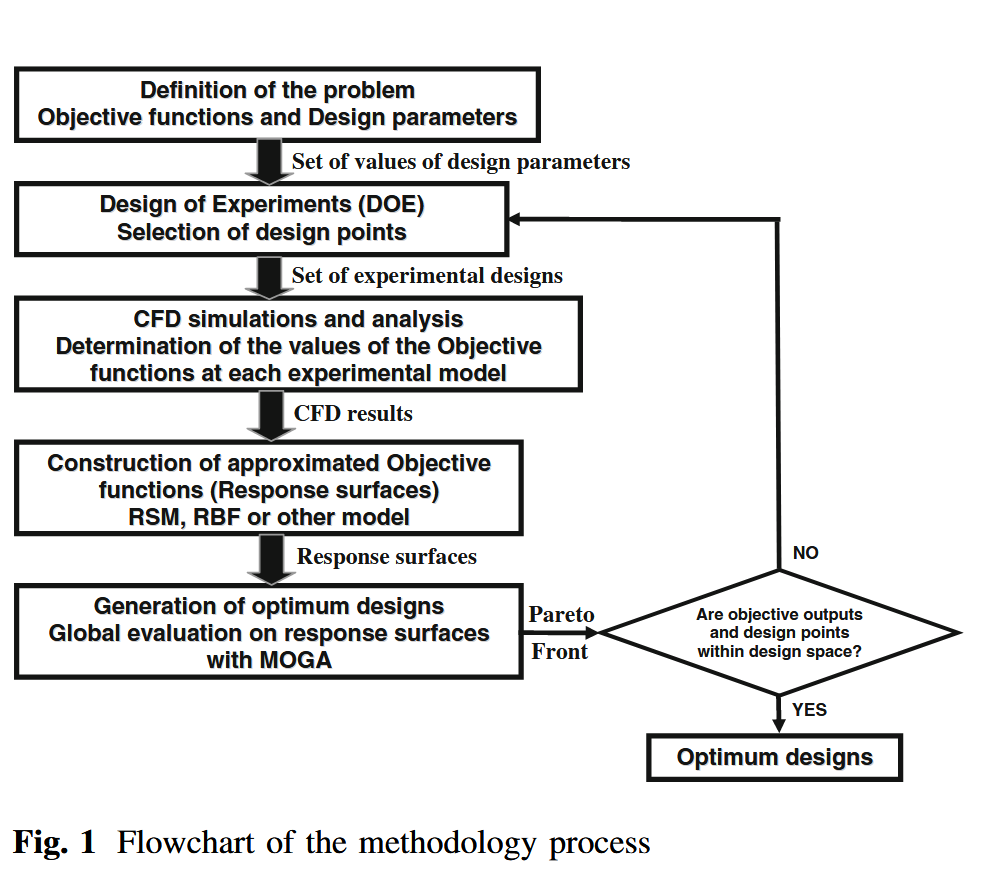 Definition of the problem
Objective functions and Design parameters
Set of values of design parameters
Design of Experiments (DOE)
Selection of design points
Set of experimental designs
CFD simulations and analysis
Determination of the values of the Objective
functions at each experimental model
CFD results
Construction of approximated Objective
functions (Response surfaces)
RSM, RBF or other model
Response surfaces
Generation of optimum designs
Global evaluation on response surfaces
with MOGA
Pareto
Front
NO
Are objective outputs
and design points
within design space?
YES
Optimum designs
Fig. 1 Flowchart of the methodology process